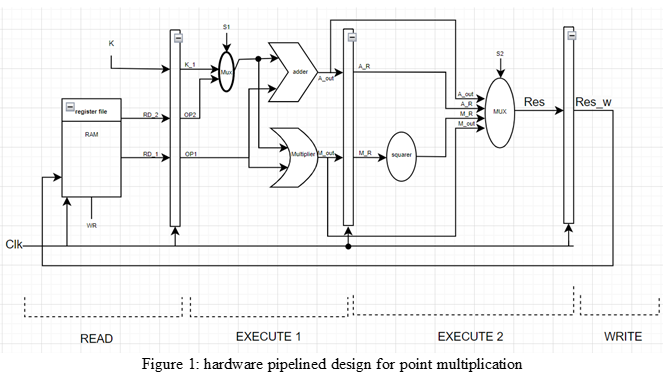 S1
S2
K
K_1
Mux
adder
A_out
A_R
A_out
A_R
M_R
M_out
MUX
Res
Res_w
register file
RAM
RD_2
OP2
RD_1
OP1
Multiplier
M_out
M_R
squarer
WR
Clk
READ
EXECUTE 1
EXECUTE 2
WRITE
Figure 1: hardware pipelined design for point multiplication